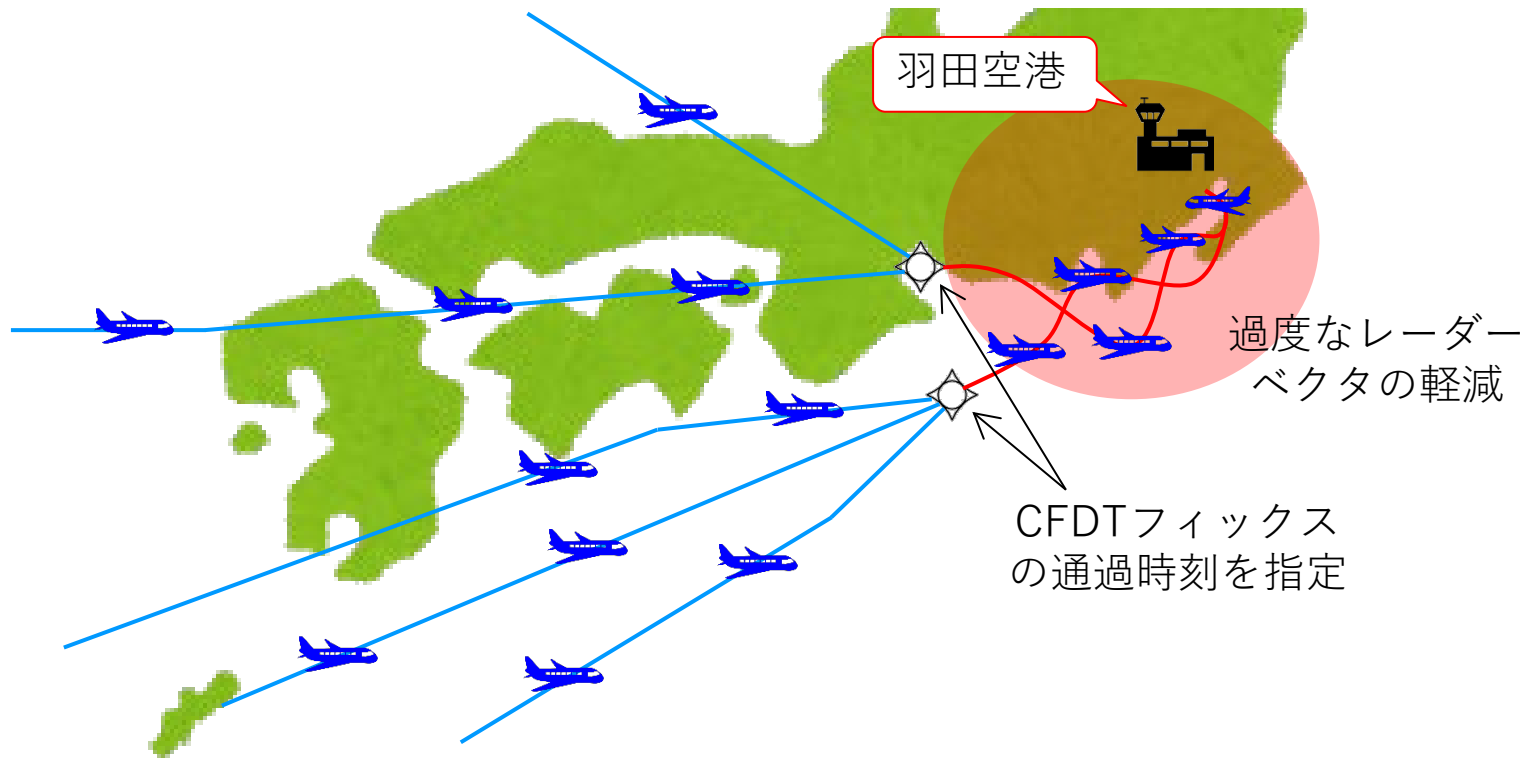 羽田空港
過度なレーダー
ベクタの軽減
CFDTフィックス
の通過時刻を指定